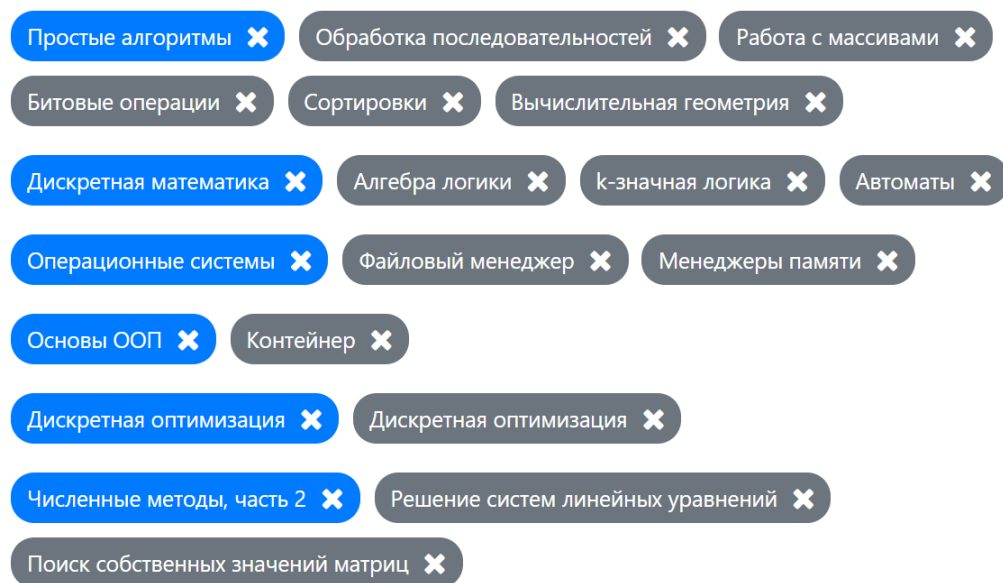 Простые алгоритмы ✖ Обработка последовательностей ✖ Работа с массивами ✖
Битовые операции ✖ Сортировки ✖ Вычислительная геометрия ✖
Дискретная математика ✖ Алгебра логики ✖ k-значная логика ✖ Автоматы ✖
Операционные системы ✖ Файловый менеджер ✖ Менеджеры памяти ✖
Основы ООП ✖ Контейнер ✖
Дискретная оптимизация ✖ Дискретная оптимизация ✖
Численные методы, часть 2 ✖ Решение систем линейных уравнений ✖
Поиск собственных значений матриц ✖